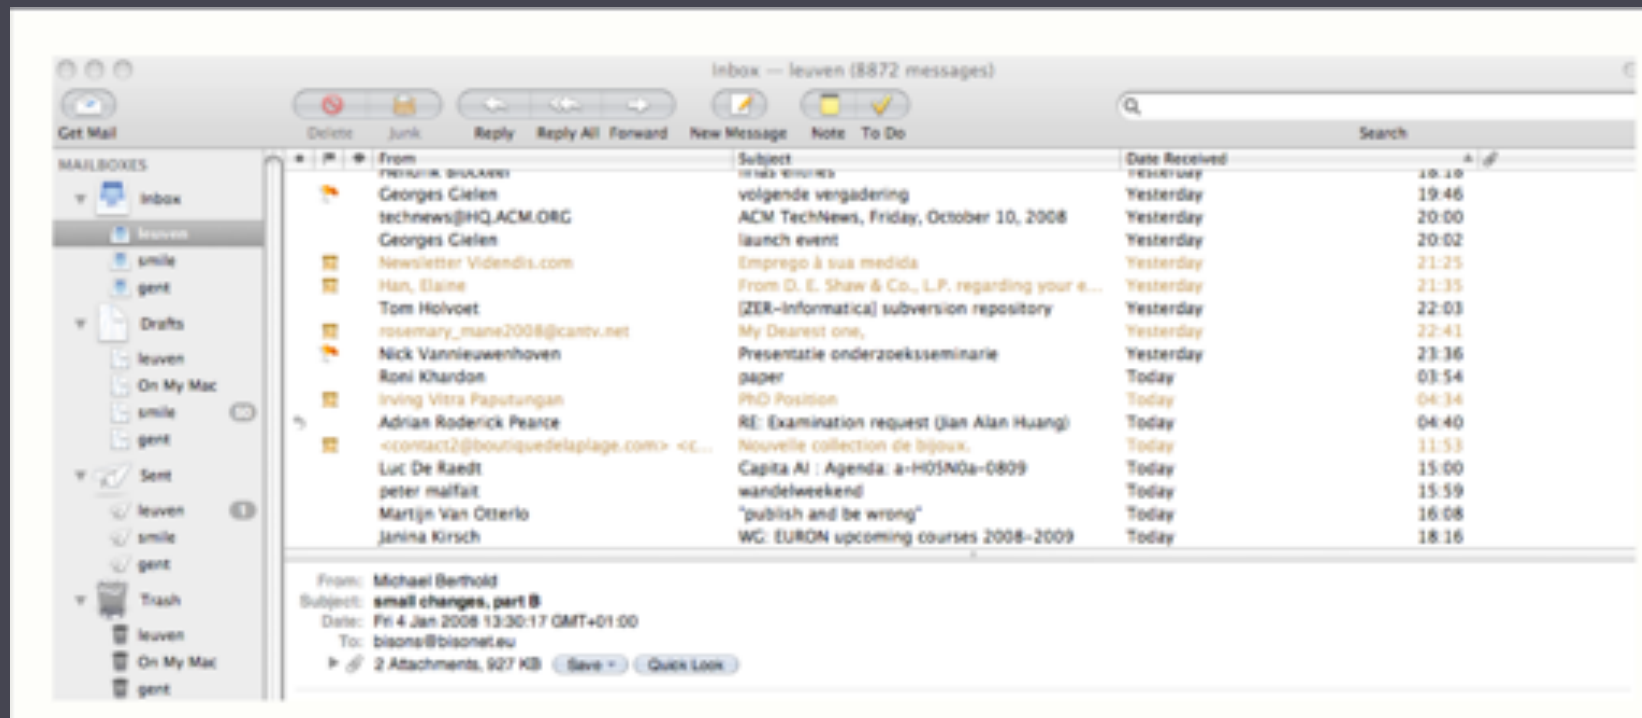 Inbox — leuven (8872 messages)
Get Mail
Delete Junk Reply Reply All Forward New Message Note To Do Search
MAILBOXES
Inbox
leuven
smile
gent
Drafts
leuven
On My Mac
smile
gent
Sent
leuven
smile
gent
Trash
leuven
On My Mac
gent
From Subject Date Received
Yesterday 18:18
Georges Gielen volgende vergadering Yesterday 19:46
technews@HQ.ACM.ORG ACM TechNews, Friday, October 10, 2008 Yesterday 20:00
Georges Gielen launch event Yesterday 20:02
Newsletter Videndis.com Emprego à sua medida Yesterday 21:25
Han, Elaine From D. E. Shaw & Co., L.P. regarding your e... Yesterday 21:35
Tom Holvoet [ZER-Informatica] subversion repository Yesterday 22:03
rosemary_mane2008@cantv.net My Dearest one, Yesterday 22:41
Nick Vannieuwenhoven Presentatie onderzoeksseminarie Yesterday 23:36
Roni Khardon paper Today 03:54
Irving Vitra Paputungan PhD Position Today 04:34
Adrian Roderick Pearce RE: Examination request (Jian Alan Huang) Today 04:40
<contact2@boutiquedelaplage.com> <c... Nouvelle collection de bijoux. Today 11:53
Luc De Raedt Capita AI : Agenda: a-H05N0a-0809 Today 15:00
peter malfait wandelweekend Today 15:59
Martijn Van Otterlo "publish and be wrong" Today 16:08
Janina Kirsch WG: EURON upcoming courses 2008-2009 Today 18:16
From: Michael Berthold
Subject: small changes, part B
Date: Fri 4 Jan 2008 13:30:17 GMT+01:00
To: bisons@bisonet.eu
2 Attachments, 927 KB Save Quick Look